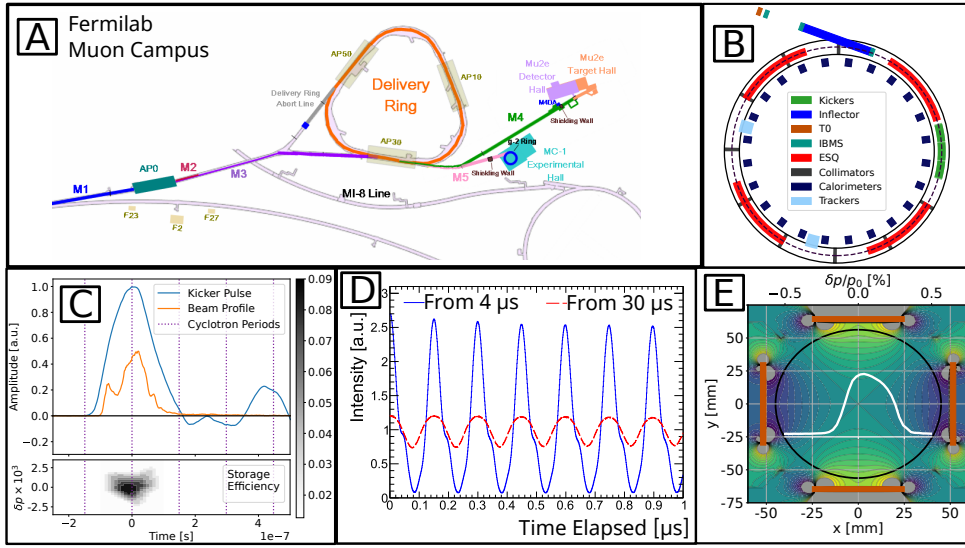 A
Fermilab
Muon Campus
AP50
AP10
Delivery
Ring
Delivery Ring
Abort Line
Mu2e
Detector
Hall
Mu2e
Target Hall
M4DA
Shielding Wall
M4
g-2 Ring
MC-1
Experimental
Hall
AP30
M5
Shielding Wall
AP0
M1
M2
M3
MI-8 Line
F23
F2
F27
B
Kickers
Inflector
T0
IBMS
ESQ
Collimators
Calorimeters
Trackers
C
Kicker Pulse
Beam Profile
Cyclotron Periods
Amplitude [a.u.]
1.0
0.8
0.6
0.4
0.2
0.0
−0.2
δp × 10³
2.5
0.0
-2.5
Storage
Efficiency
−2
0
2
4
Time [s]
1e−7
0.09
0.08
0.07
0.06
0.05
0.04
0.03
0.02
D
From 4 µs
From 30 µs
Intensity [a.u.]
3
2.5
2
1.5
1
0.5
0
0
0.1
0.2
0.3
0.4
0.5
0.6
0.7
0.8
0.9
1
Time Elapsed [µs]
E
δp/p₀ [%]
−0.5
0.0
0.5
y [mm]
75
50
25
0
−25
−50
−75
−50
−25
0
25
50
x [mm]